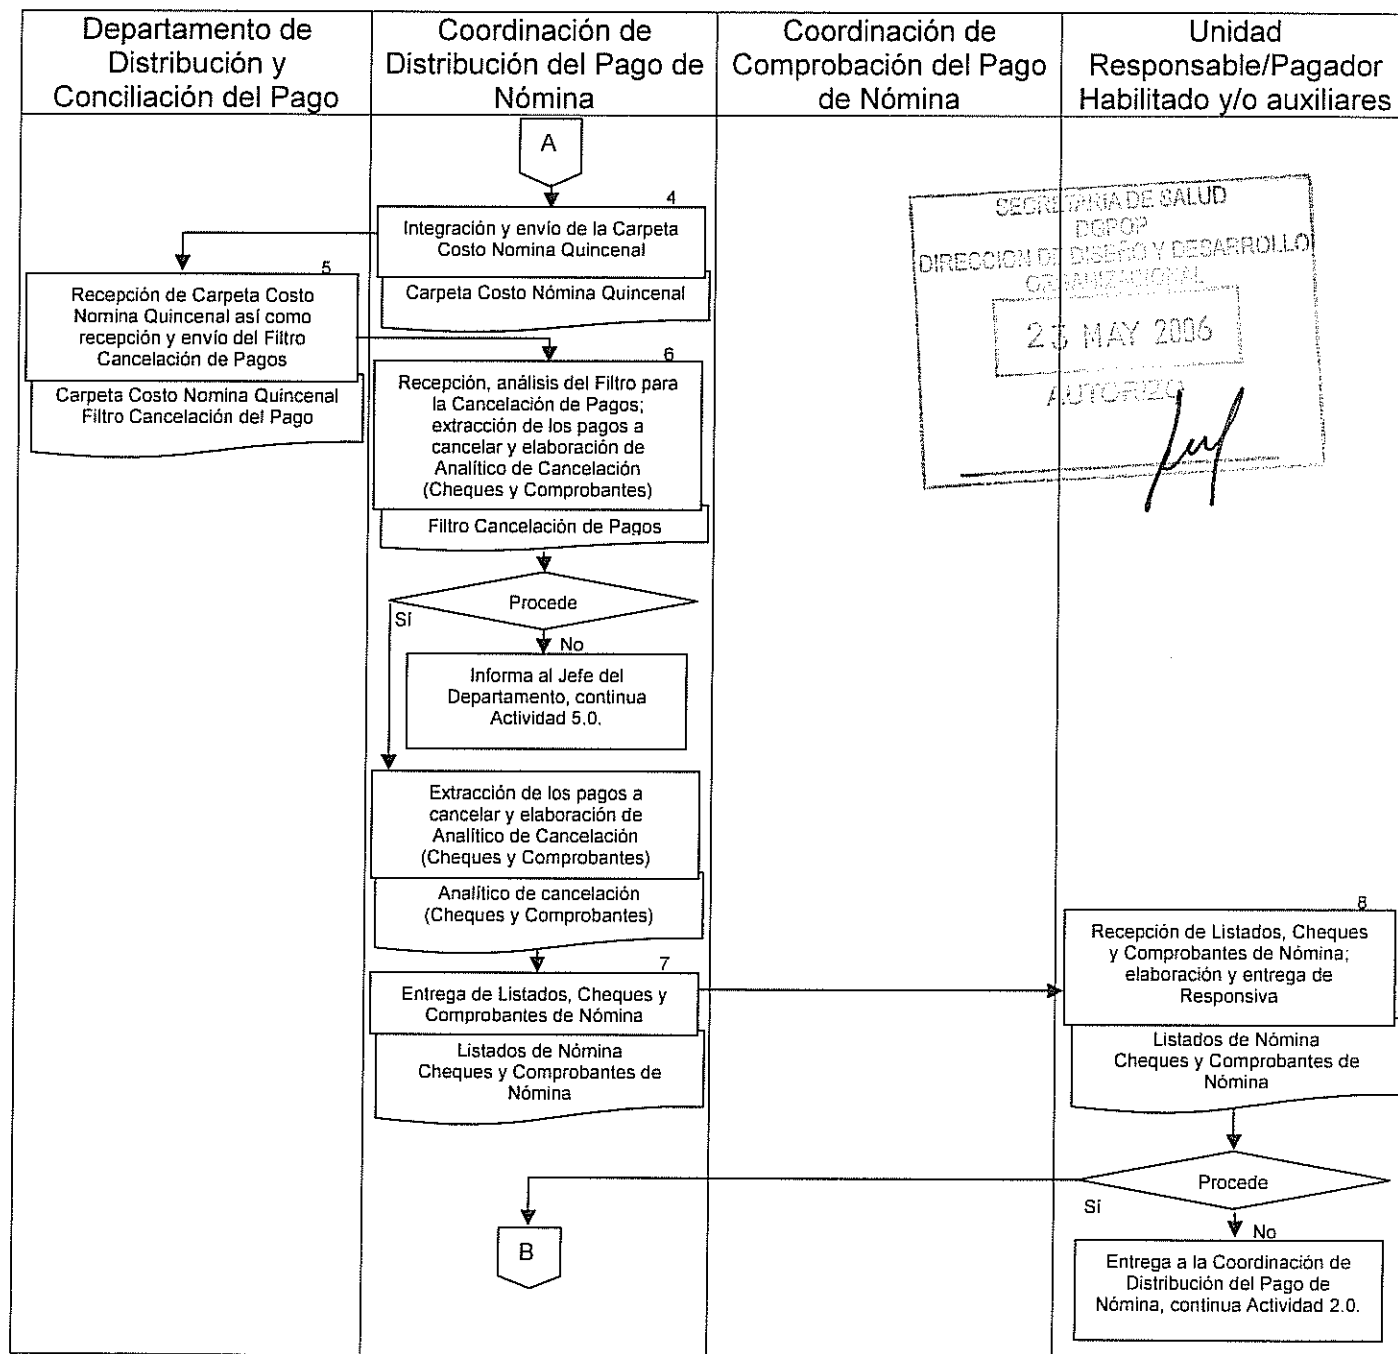 Departamento de
Distribución y
Conciliación del Pago
Coordinación de
Distribución del Pago de
Nómina
Coordinación de
Comprobación del Pago
de Nómina
Unidad
Responsable/Pagador
Habilitado y/o auxiliares
A
4
Integración y envío de la Carpeta
Costo Nomina Quincenal
Carpeta Costo Nómina Quincenal
SECRETARIA DE SALUD
DGPOP
DIRECCION DE DISEÑO Y DESARROLLO
ORGANIZACIONAL
23 MAY 2006
AUTORIZO
5
Recepción de Carpeta Costo
Nomina Quincenal así como
recepción y envío del Filtro
Cancelación de Pagos
Carpeta Costo Nomina Quincenal
Filtro Cancelación del Pago
6
Recepción, análisis del Filtro para
la Cancelación de Pagos;
extracción de los pagos a
cancelar y elaboración de
Analítico de Cancelación
(Cheques y Comprobantes)
Filtro Cancelación de Pagos
Procede
Sí
No
Informa al Jefe del
Departamento, continua
Actividad 5.0.
Extracción de los pagos a
cancelar y elaboración de
Analítico de Cancelación
(Cheques y Comprobantes)
Analítico de cancelación
(Cheques y Comprobantes)
7
Entrega de Listados, Cheques y
Comprobantes de Nómina
Listados de Nómina
Cheques y Comprobantes de
Nómina
8
Recepción de Listados, Cheques
y Comprobantes de Nómina;
elaboración y entrega de
Responsiva
Listados de Nómina
Cheques y Comprobantes de
Nómina
Procede
Sí
No
B
Entrega a la Coordinación de
Distribución del Pago de
Nómina, continua Actividad 2.0.